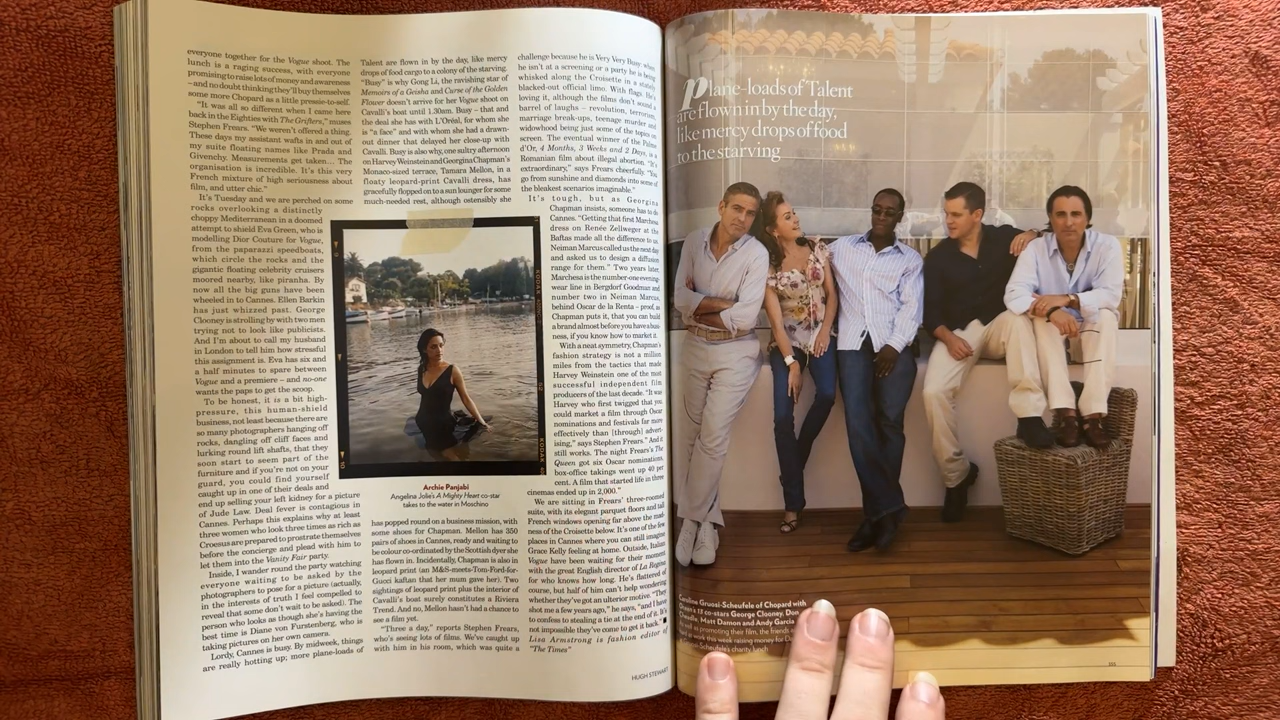 everyone together for the Vogue shoot. The
lunch is a raging success, with everyone
promising to raise lots of money and awareness
– and no doubt thinking they'll buy themselves
some more Chopard as a little pressie-to-self.
"It was all so different when I came here
back in the Eighties with The Grifters," muses
Stephen Frears. "We weren't offered a thing.
These days my assistant wafts in and out of
my suite floating names like Prada and
Givenchy. Measurements get taken... The
organisation is incredible. It's this very
French mixture of high seriousness about
film, and utter chic."
It's Tuesday and we are perched on some
rocks overlooking a distinctly
choppy Mediterranean in a doomed
attempt to shield Eva Green, who is
modelling Dior Couture for Vogue,
from the paparazzi speedboats,
which circle the rocks and the
gigantic floating celebrity cruisers
moored nearby, like piranha. By
now all the big guns have been
wheeled in to Cannes. Ellen Barkin
has just whizzed past. George
Clooney is strolling by with two men
trying not to look like publicists.
And I'm about to call my husband
in London to tell him how stressful
this assignment is. Eva has six and
a half minutes to spare between
Vogue and a premiere – and no-one
wants the paps to get the scoop.
To be honest, it is a bit high-
pressure, this human-shield
business, not least because there are
so many photographers hanging off
rocks, dangling off cliff faces and
lurking round lift shafts, that they
soon start to seem part of the
furniture and if you're not on your
guard, you could find yourself
caught up in one of their deals and
end up selling your left kidney for a picture
of Jude Law. Deal fever is contagious in
Cannes. Perhaps this explains why at least
three women who look three times as rich as
Croesus are prepared to prostrate themselves
before the concierge and plead with him to
let them into the Vanity Fair party.
Inside, I wander round the party watching
everyone waiting to be asked by the
photographers to pose for a picture (actually,
in the interests of truth I feel compelled to
reveal that some don't wait to be asked). The
person who looks as though she's having the
best time is Diane von Furstenberg, who is
taking pictures on her own camera.
Lordy, Cannes is busy. By midweek, things
are really hotting up; more plane-loads of
Talent are flown in by the day, like mercy
drops of food cargo to a colony of the starving.
"Busy" is why Gong Li, the ravishing star of
Memoirs of a Geisha and Curse of the Golden
Flower doesn't arrive for her Vogue shoot on
Cavalli's boat until 1.30am. Busy – that and
the deal she has with L'Oréal, for whom she
is "a face" and with whom she had a drawn-
out dinner that delayed her close-up with
Cavalli. Busy is also why, one sultry afternoon
on Harvey Weinstein and Georgina Chapman's
Monaco-sized terrace, Tamara Mellon, in a
floaty leopard-print Cavalli dress, has
gracefully flopped on to a sun lounger for some
much-needed rest, although ostensibly she
KODAK
KODAK
Archie Panjabi
Angelina Jolie's A Mighty Heart co-star
takes to the water in Moschino
has popped round on a business mission, with
some shoes for Chapman. Mellon has 350
pairs of shoes in Cannes, ready and waiting to
be colour co-ordinated by the Scottish dyer she
has flown in. Incidentally, Chapman is also in
leopard print (an M&S-meets-Tom-Ford-for-
Gucci kaftan that her mum gave her). Two
sightings of leopard print plus the interior of
Cavalli's boat surely constitutes a Riviera
Trend. And no, Mellon hasn't had a chance to
see a film yet.
"Three a day," reports Stephen Frears,
who's seeing lots of films. We've caught up
with him in his room, which was quite a
challenge because he is Very Very Busy: when
he isn't at a screening or a party he is being
whisked along the Croisette in a stately
blacked-out official limo. With flags. He's
loving it, although the films don't sound a
barrel of laughs – revolution, terrorism,
marriage break-ups, teenage murder and
widowhood being just some of the topics on
screen. The eventual winner of the Palme
d'Or, 4 Months, 3 Weeks and 2 Days, is a
Romanian film about illegal abortion. "It's
extraordinary," says Frears cheerfully. "You
go from sunshine and diamonds into some of
the bleakest scenarios imaginable."
It's tough, but as Georgina
Chapman insists, someone has to do
Cannes. "Getting that first Marchesa
dress on Renée Zellweger at the
Baftas made all the difference to us.
Neiman Marcus called us the next day
and asked us to design a diffusion
range for them." Two years later,
Marchesa is the number-one evening-
wear line in Bergdorf Goodman and
number two in Neiman Marcus,
behind Oscar de la Renta – proof, as
Chapman puts it, that you can build
a brand almost before you have a busi-
ness, if you know how to market it.
With a neat symmetry, Chapman's
fashion strategy is not a million
miles from the tactics that made
Harvey Weinstein one of the most
successful independent film
producers of the last decade. "It was
Harvey who first twigged that you
could market a film through Oscar
nominations and festivals far more
effectively than [through] advert-
ising," says Stephen Frears." And it
still works. The night Frears's The
Queen got six Oscar nominations,
box-office takings went up 40 per
cent. A film that started life in three
cinemas ended up in 2,000."
We are sitting in Frears' three-roomed
suite, with its elegant parquet floors and tall
French windows opening far above the mad-
ness of the Croisette below. It's one of the few
places in Cannes where you can still imagine
Grace Kelly feeling at home. Outside, Italian
Vogue have been waiting for their moment
with the great English director of La Regina
for who knows how long. He's flattered of
course, but half of him can't help wondering
whether they've got an ulterior motive. "They
shot me a few years ago," he says, "and I have
to confess to stealing a tie at the end of it. It's
not impossible they've come to get it back." ■
Lisa Armstrong is fashion editor of
"The Times"
HUGH STEWART
Plane-loads of Talent
are flown in by the day,
like mercy drops of food
to the starving
Caroline Gruosi-Scheufele of Chopard with
Ocean's 13 co-stars George Clooney, Don
Cheadle, Matt Damon and Andy Garcia
as well as promoting their film, the friends
work this week raising money for
Scheufele's charity lunch